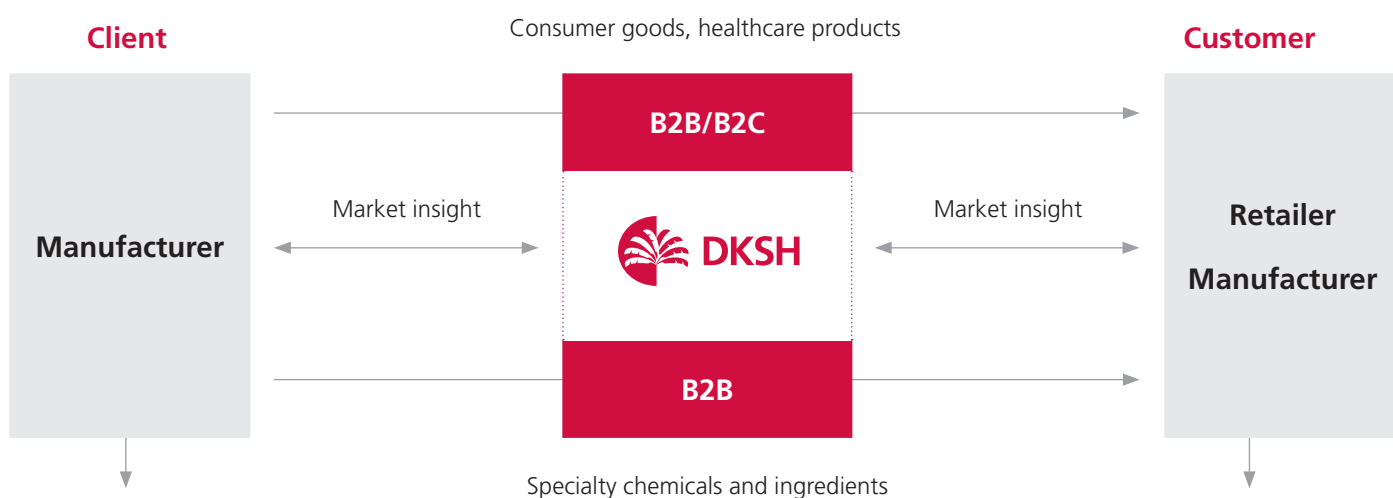 Client
Consumer goods, healthcare products
Customer
B2B/B2C
Manufacturer
Market insight
DKSH
Market insight
Retailer
Manufacturer
B2B
Specialty chemicals and ingredients